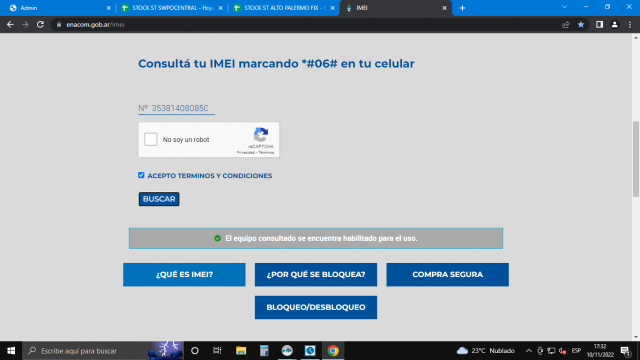 Admin
STOCK ST SWPOCENTRAL - Hoja
STOCK ST ALTO PALERMO FIX - H
IMEI
enacom.gob.ar/imei
Consultá tu IMEI marcando *#06# en tu celular
Nº 353814080850
No soy un robot
reCAPTCHA
Privacidad - Términos
ACEPTO TERMINOS Y CONDICIONES
BUSCAR
El equipo consultado se encuentra habilitado para el uso.
¿QUÉ ES IMEI?
¿POR QUÉ SE BLOQUEA?
COMPRA SEGURA
BLOQUEO/DESBLOQUEO
Escribe aquí para buscar
23°C Nublado
ESP
17:32
10/11/2022